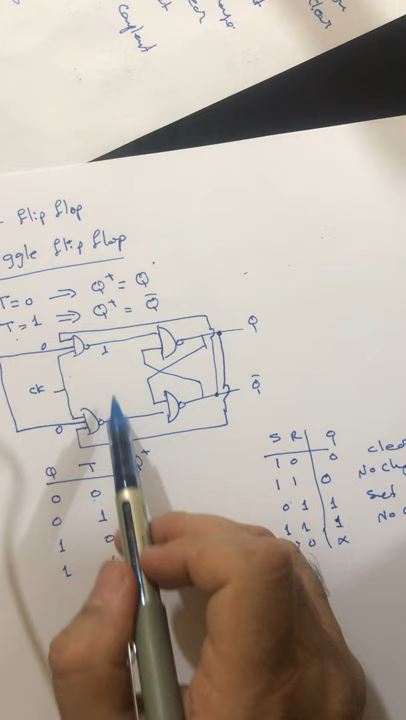 - flip flop
ggle flip flop
T=0 ⇒ Q⁺ = Q
T=1 ⇒ Q⁺ = Q̄
0
1
Q
CK
Q̄
0
Q T Q⁺
0 0
0 1
1 0
1
S R Q
1 0 0 clea
1 1 0 No Cha
0 1 1 set
1 1 1 No C
0 x